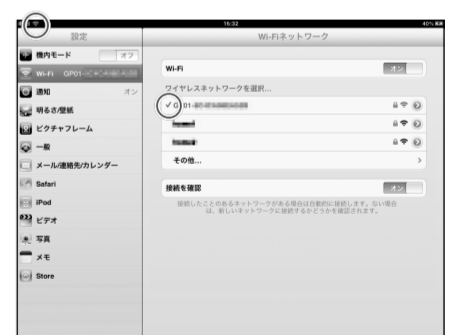 16:32
40%
設定
Wi-Fiネットワーク
機内モード
オフ
Wi-Fi GP01-
通知 オン
明るさ/壁紙
ピクチャフレーム
一般
メール/連絡先/カレンダー
Safari
iPod
ビデオ
写真
メモ
Store
Wi-Fi
オン
ワイヤレスネットワークを選択...
✓ G 01-
その他...
接続を確認
オン
接続したことのあるネットワークがある場合は自動的に接続します。ない場合
は、新しいネットワークに接続するかどうかを確認されます。